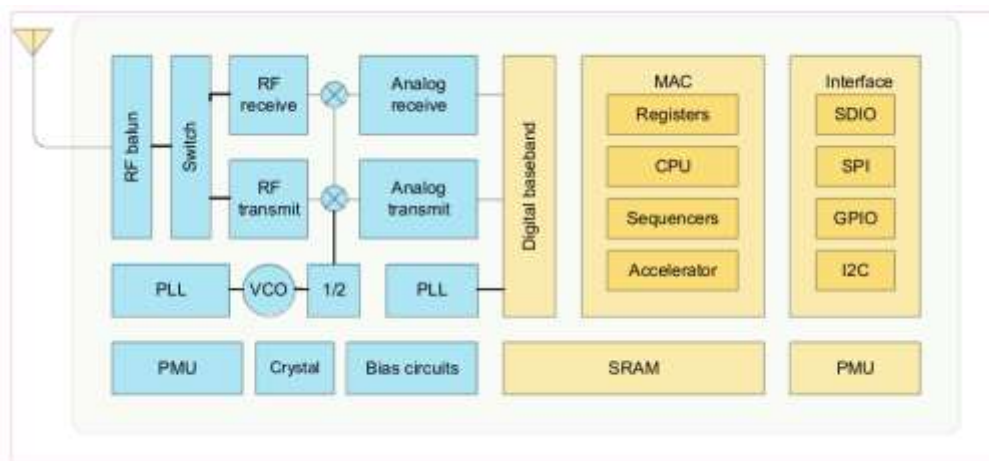 RF balun
Switch
RF
receive
RF
transmit
Analog
receive
Analog
transmit
PLL
VCO
1/2
PLL
Digital baseband
MAC
Registers
CPU
Sequencers
Accelerator
Interface
SDIO
SPI
GPIO
I2C
PMU
Crystal
Bias circuits
SRAM
PMU